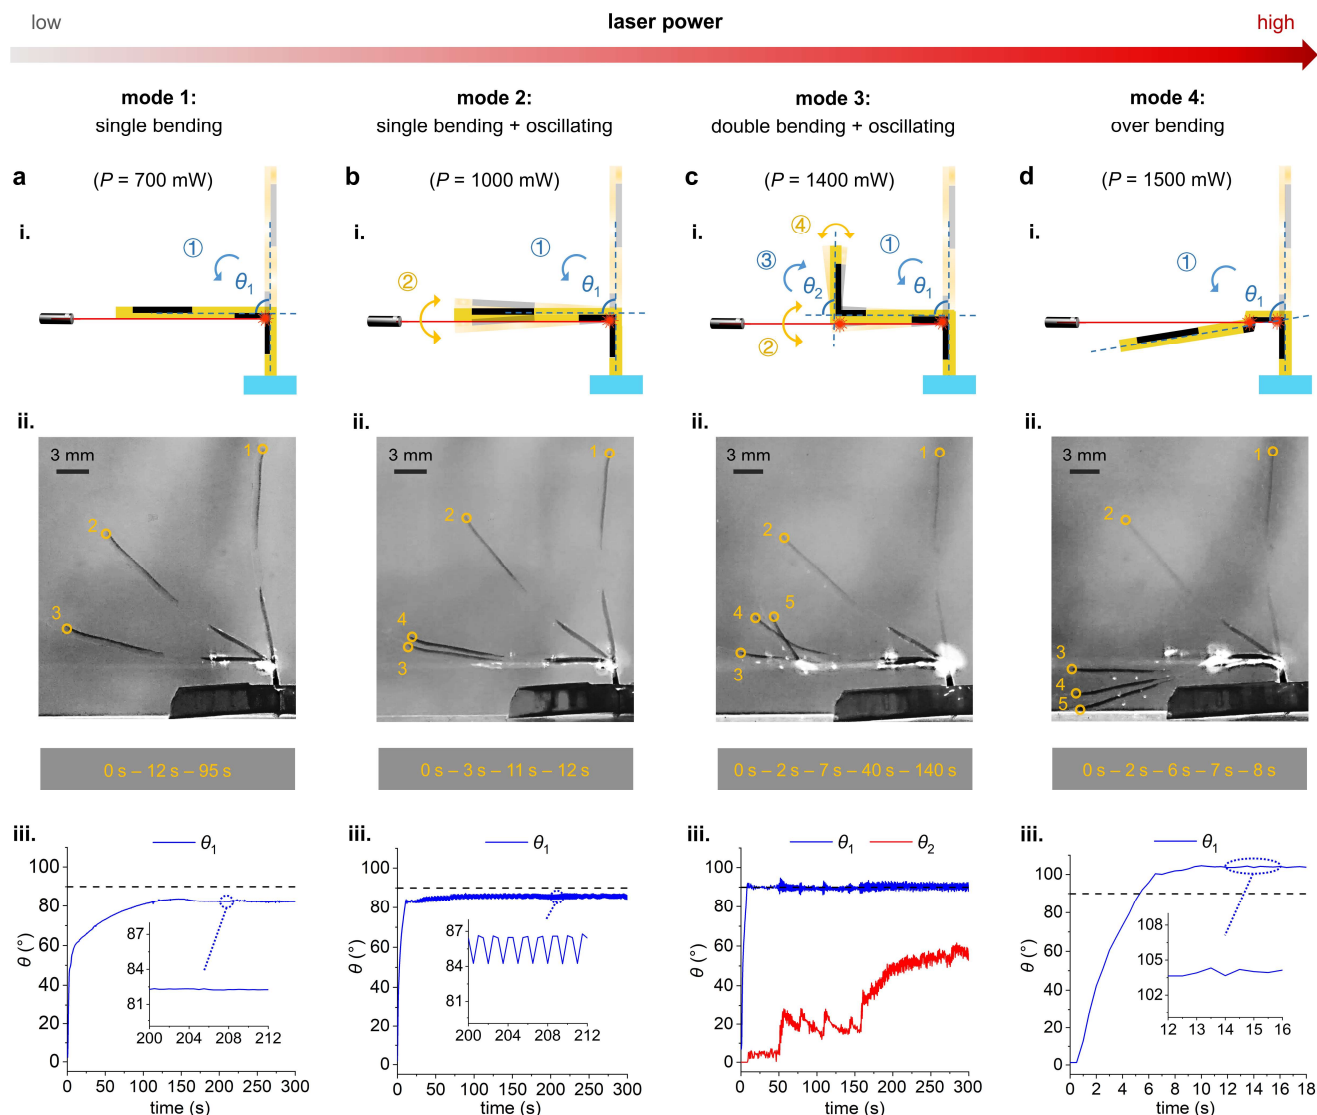 low laser power high
mode 1: mode 2: mode 3: mode 4:
single bending single bending + oscillating double bending + oscillating over bending
a (P = 700 mW) b (P = 1000 mW) c (P = 1400 mW) d (P = 1500 mW)
i. ① θ1
i. ① ② θ1
i. ④ ① ③ θ2 θ1 ②
i. ① θ1
ii. 3 mm 1 2 3
ii. 3 mm 1 2 4 3
ii. 3 mm 1 2 5 4 3
ii. 3 mm 1 2 3 4 5
0 s – 12 s – 95 s
0 s – 3 s – 11 s – 12 s
0 s – 2 s – 7 s – 40 s – 140 s
0 s – 2 s – 6 s – 7 s – 8 s
iii. θ1
θ (°)
100
80
60
40
20
0
87
84
81
200 204 208 212
0 50 100 150 200 250 300
time (s)
iii. θ1
θ (°)
100
80
60
40
20
0
87
84
81
200 204 208 212
0 50 100 150 200 250 300
time (s)
iii. θ1 θ2
θ (°)
100
80
60
40
20
0
0 50 100 150 200 250 300
time (s)
iii. θ1
θ (°)
100
80
60
40
20
0
108
105
102
12 13 14 15 16
0 2 4 6 8 10 12 14 16 18
time (s)